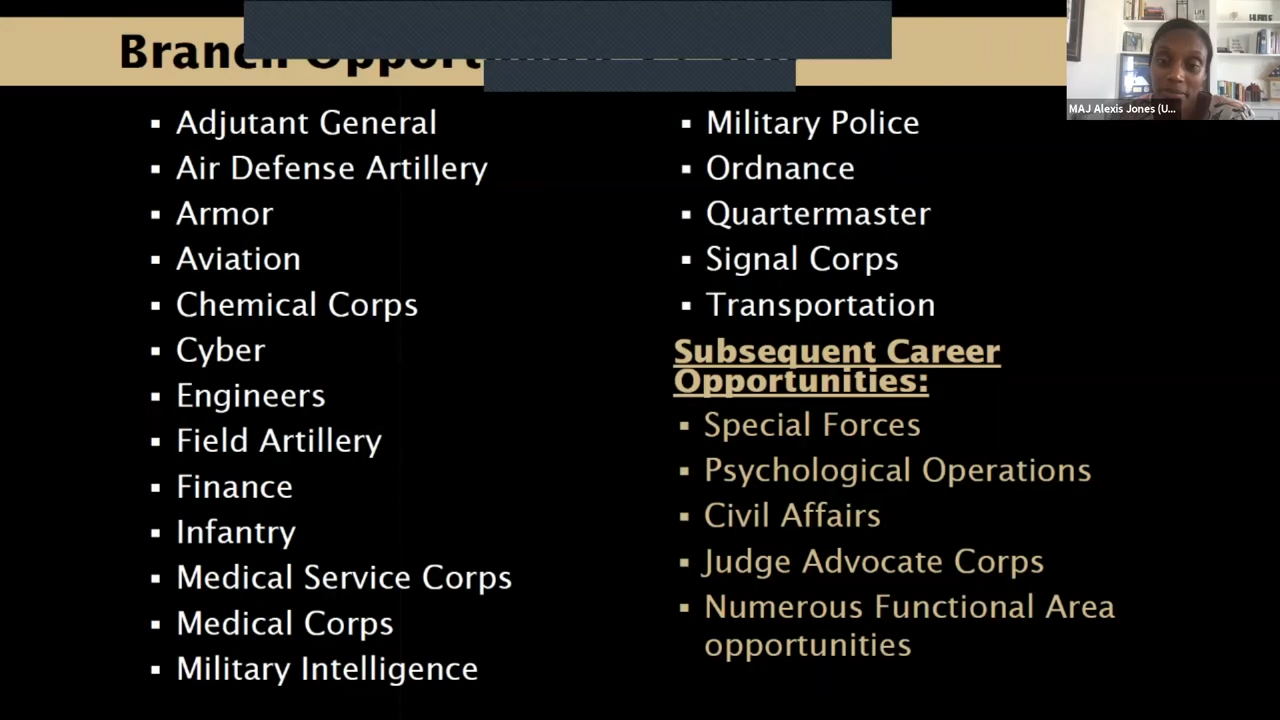 Adjutant General
Air Defense Artillery
Armor
Aviation
Chemical Corps
Cyber
Engineers
Field Artillery
Finance
Infantry
Medical Service Corps
Medical Corps
Military Intelligence
Military Police
Ordnance
Quartermaster
Signal Corps
Transportation
Subsequent Career
Opportunities:
Special Forces
Psychological Operations
Civil Affairs
Judge Advocate Corps
Numerous Functional Area
opportunities
MAJ Alexis Jones (U...